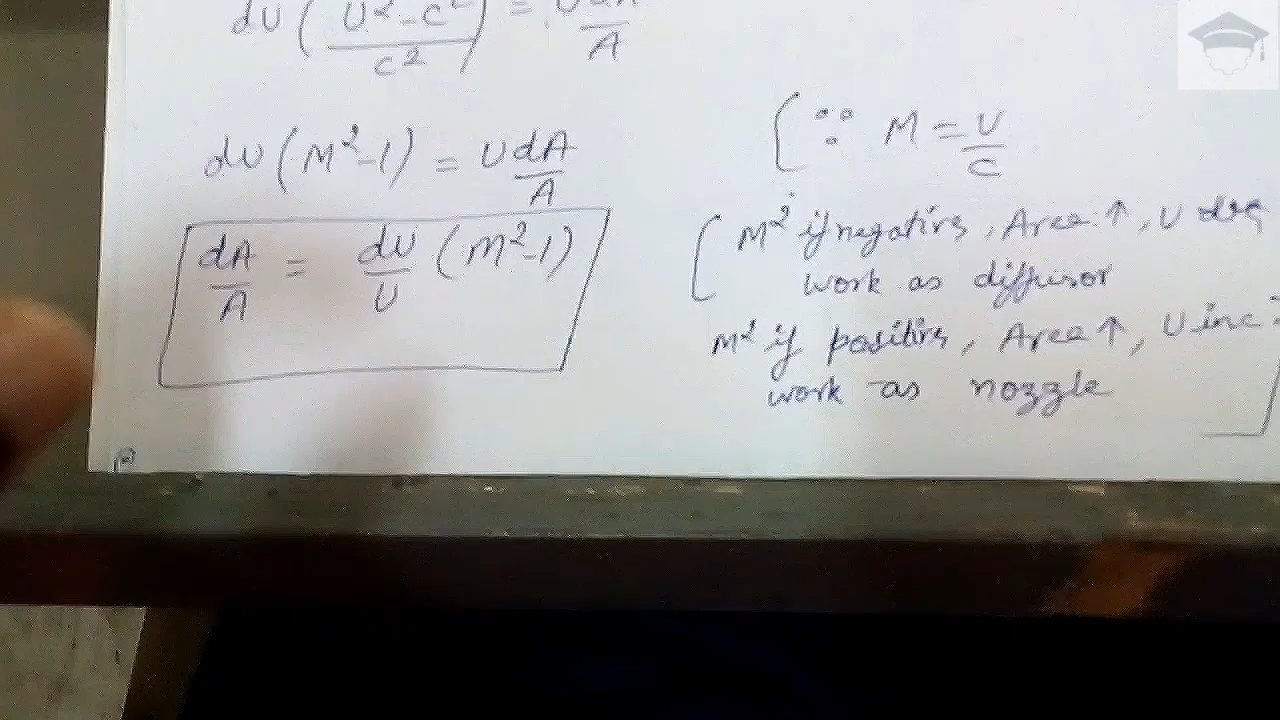 dU ( U² - C² / C² ) = U dA / A
dU (M² - 1) = U dA / A
dA / A = dU / U (M² - 1)
[ ∵ M = U / C
[ M² if negative, Area ↑, U
work as diffusor
M² if positive, Area ↑, U inc
work as nozzle ]